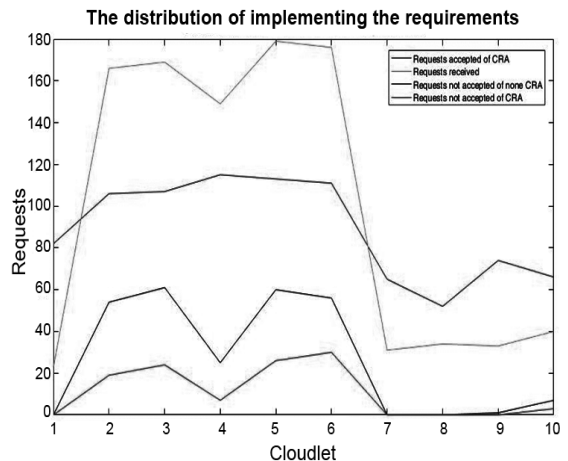 The distribution of implementing the requirements
Requests
180
160
140
120
100
80
60
40
20
0
Requests accepted of CRA
Requests received
Requests not accepted of none CRA
Requests not accepted of CRA
1 2 3 4 5 6 7 8 9 10
Cloudlet